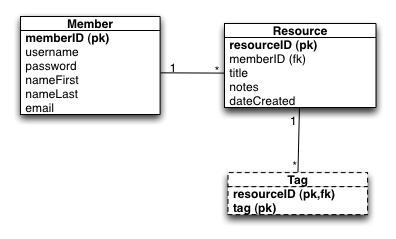 Member
memberID (pk)
username
password
nameFirst
nameLast
email
1
*
Resource
resourceID (pk)
memberID (fk)
title
notes
dateCreated
1
*
Tag
resourceID (pk,fk)
tag (pk)